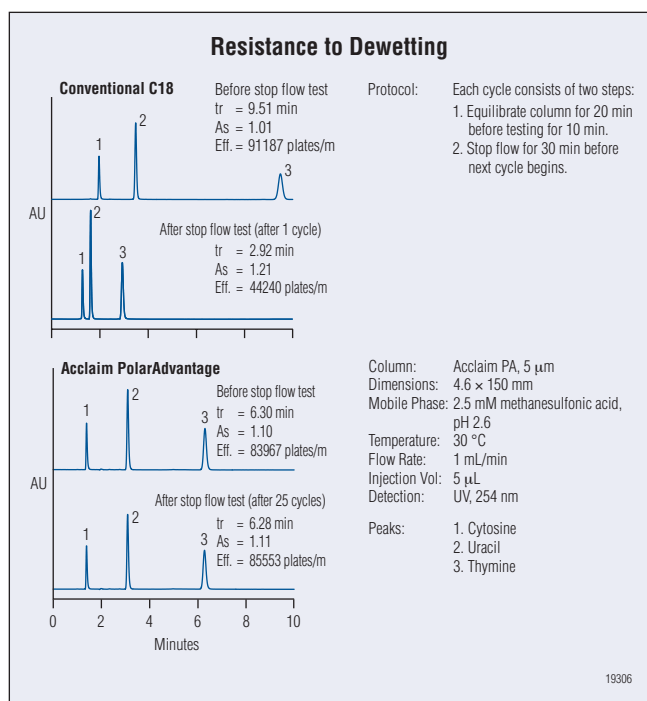 Resistance to Dewetting
Conventional C18
Before stop flow test
tr = 9.51 min
As = 1.01
Eff. = 91187 plates/m
1
2
3
AU
After stop flow test (after 1 cycle)
tr = 2.92 min
As = 1.21
Eff. = 44240 plates/m
1
2
3
Protocol: Each cycle consists of two steps:
1. Equilibrate column for 20 min
before testing for 10 min.
2. Stop flow for 30 min before
next cycle begins.
Acclaim PolarAdvantage
Before stop flow test
tr = 6.30 min
As = 1.10
Eff. = 83967 plates/m
1
2
3
AU
After stop flow test (after 25 cycles)
tr = 6.28 min
As = 1.11
Eff. = 85553 plates/m
1
2
3
0 2 4 6 8 10
Minutes
Column: Acclaim PA, 5 μm
Dimensions: 4.6 × 150 mm
Mobile Phase: 2.5 mM methanesulfonic acid,
pH 2.6
Temperature: 30 °C
Flow Rate: 1 mL/min
Injection Vol: 5 μL
Detection: UV, 254 nm
Peaks: 1. Cytosine
2. Uracil
3. Thymine
19306